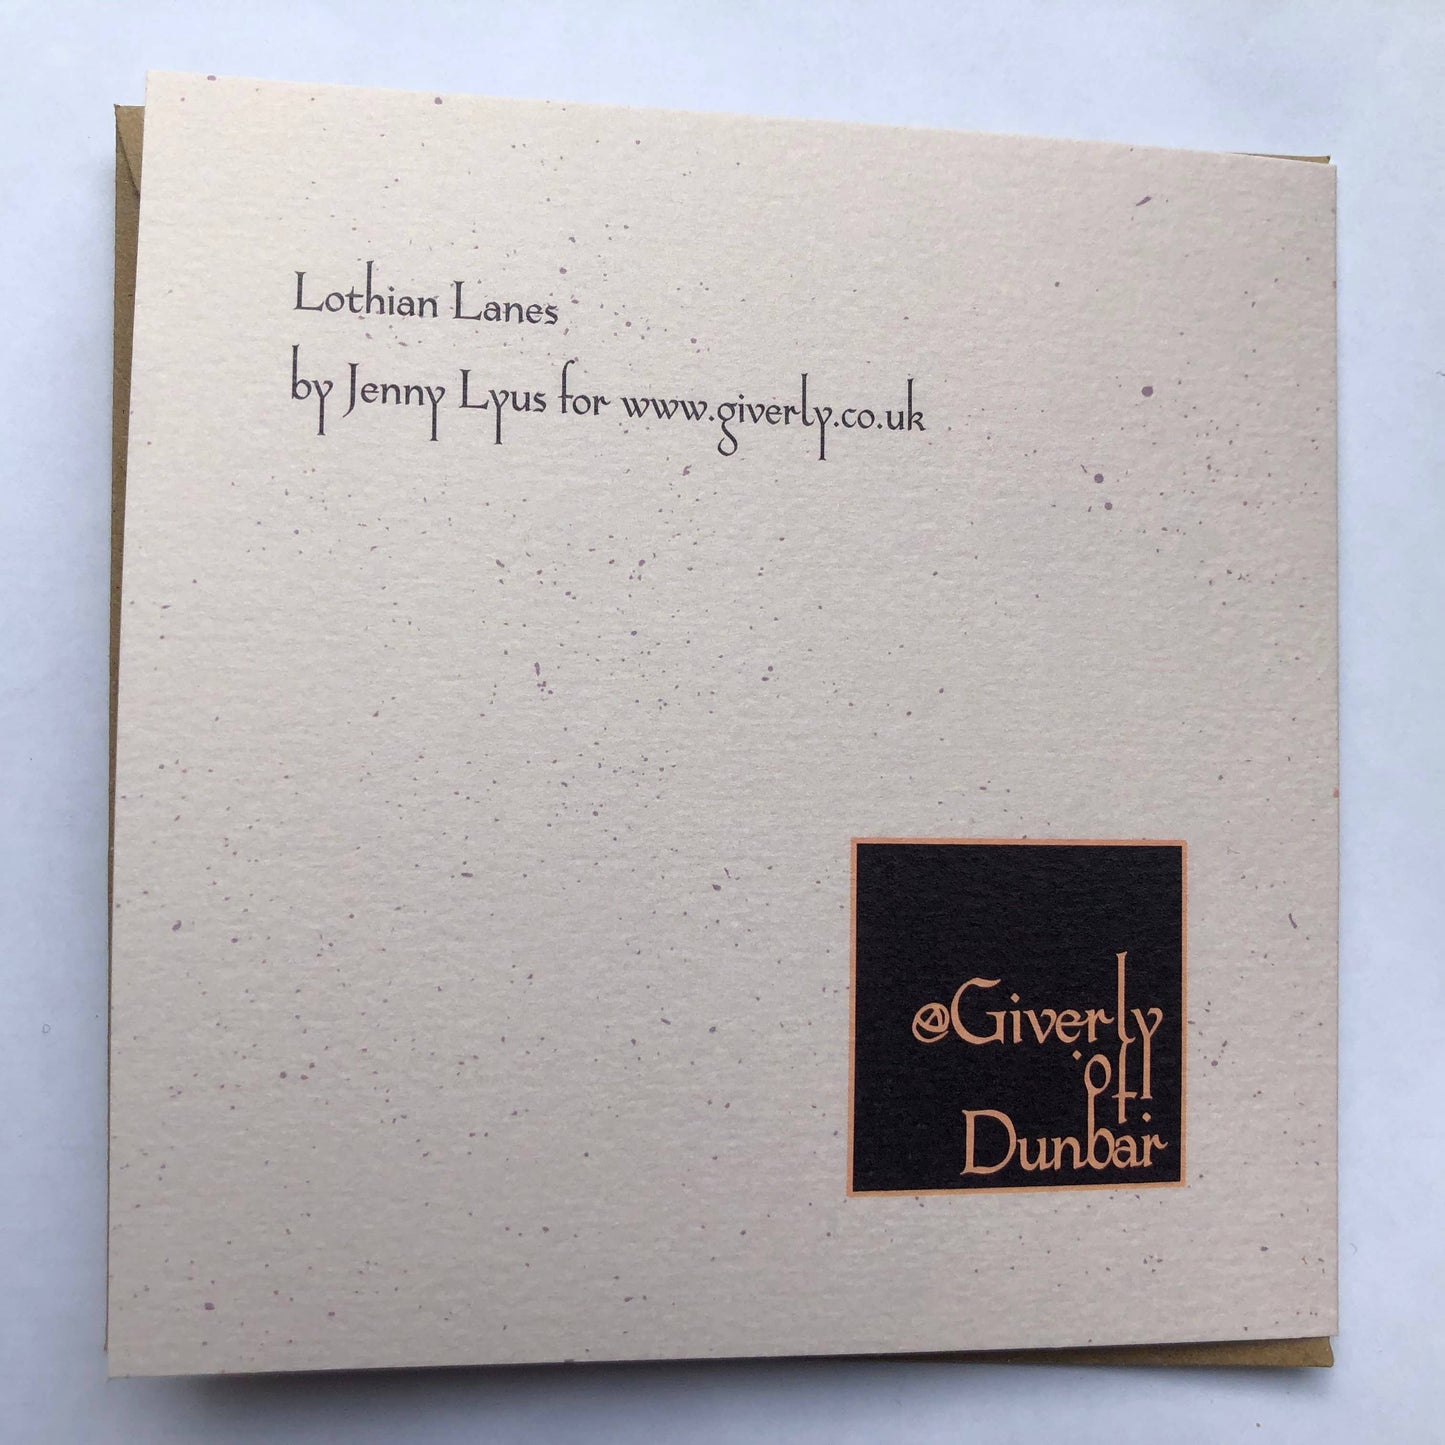 Lothian Lanes
by Jenny Lyus for www.giverly.co.uk
@Giverly
of
Dunbar